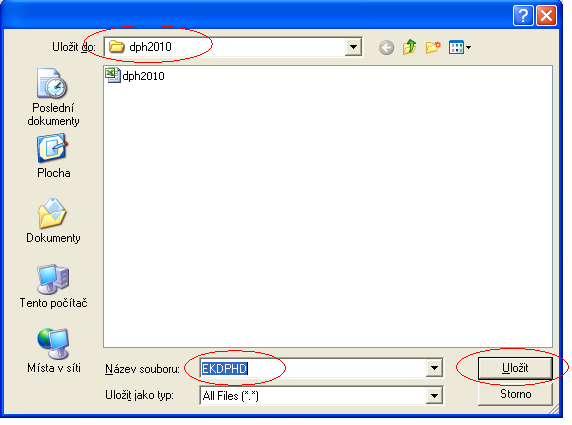 Uložit do:
dph2010
dph2010
Poslední
dokumenty
Plocha
Dokumenty
Tento počítač
Místa v síti
Název souboru:
EKDPHD
Uložit
Uložit jako typ:
All Files (*.*)
Storno